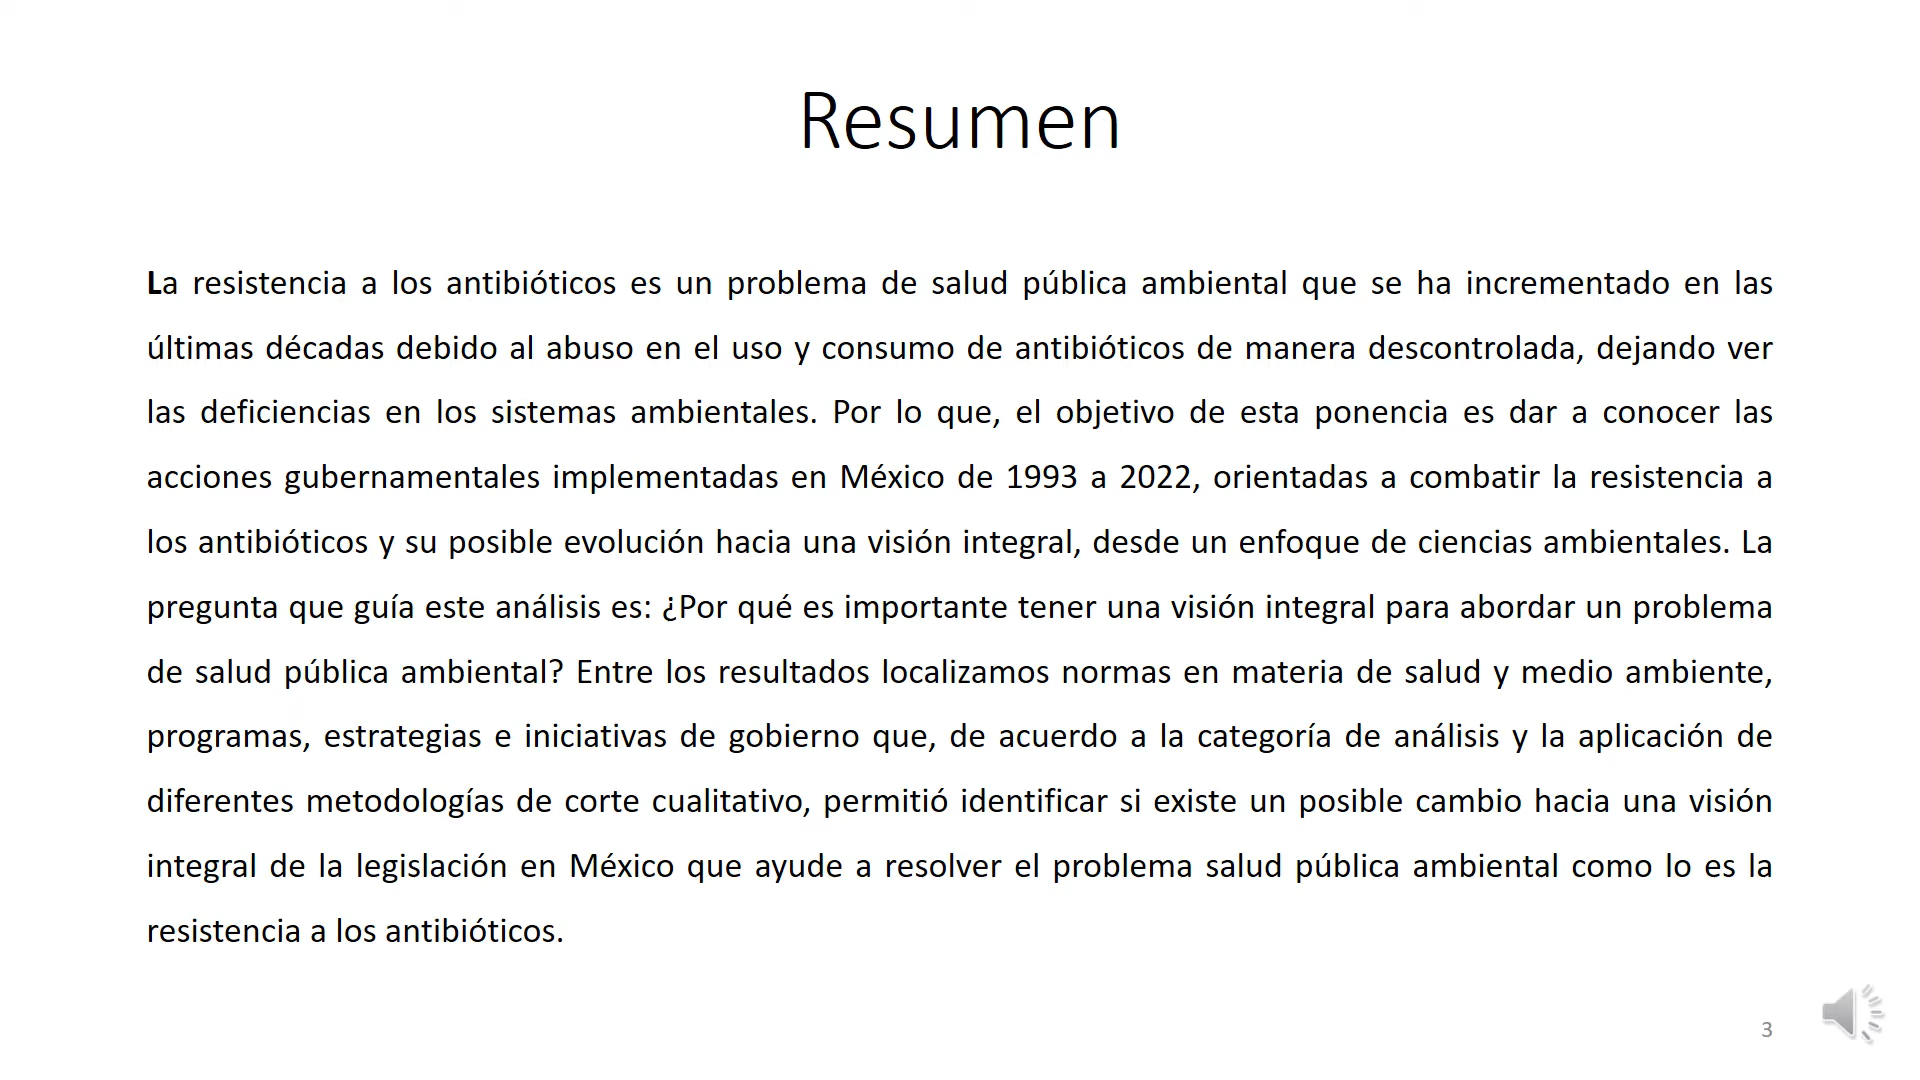 Resumen
La resistencia a los antibióticos es un problema de salud pública ambiental que se ha incrementado en las
últimas décadas debido al abuso en el uso y consumo de antibióticos de manera descontrolada, dejando ver
las deficiencias en los sistemas ambientales. Por lo que, el objetivo de esta ponencia es dar a conocer las
acciones gubernamentales implementadas en México de 1993 a 2022, orientadas a combatir la resistencia a
los antibióticos y su posible evolución hacia una visión integral, desde un enfoque de ciencias ambientales. La
pregunta que guía este análisis es: ¿Por qué es importante tener una visión integral para abordar un problema
de salud pública ambiental? Entre los resultados localizamos normas en materia de salud y medio ambiente,
programas, estrategias e iniciativas de gobierno que, de acuerdo a la categoría de análisis y la aplicación de
diferentes metodologías de corte cualitativo, permitió identificar si existe un posible cambio hacia una visión
integral de la legislación en México que ayude a resolver el problema salud pública ambiental como lo es la
resistencia a los antibióticos.
3